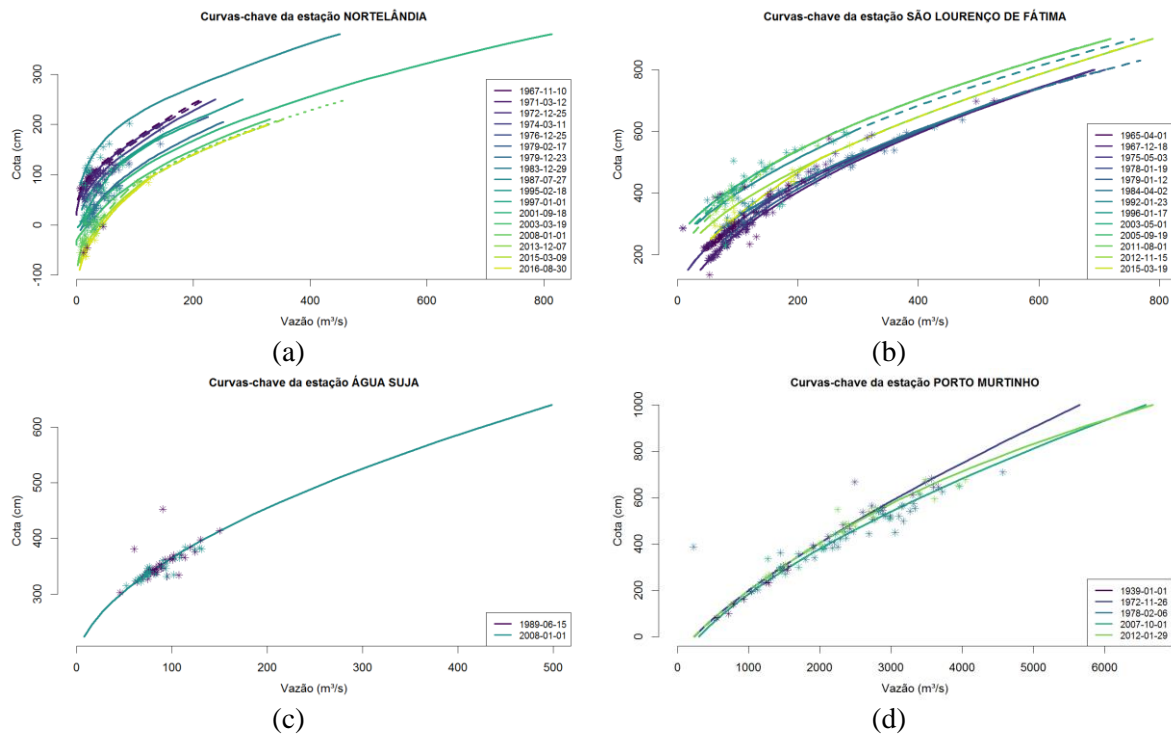 Curvas-chave da estação NORTELÂNDIA
Cota (cm)
300
200
100
0
-100
1967-11-10
1971-03-12
1972-12-25
1974-03-11
1976-12-25
1979-02-17
1979-12-23
1983-12-29
1987-07-27
1995-02-18
1997-01-01
2001-09-18
2003-03-19
2008-01-01
2013-12-07
2015-03-09
2016-08-30
0 200 400 600 800
Vazão (m³/s)
(a)
Curvas-chave da estação SÃO LOURENÇO DE FÁTIMA
Cota (cm)
800
600
400
200
1965-04-01
1967-12-18
1975-05-03
1978-01-19
1979-01-12
1984-04-02
1992-01-23
1996-01-17
2003-05-01
2005-09-19
2011-08-01
2012-11-15
2015-03-19
0 200 400 600 800
Vazão (m³/s)
(b)
Curvas-chave da estação ÁGUA SUJA
Cota (cm)
600
500
400
300
1989-06-15
2008-01-01
0 100 200 300 400 500
Vazão (m³/s)
(c)
Curvas-chave da estação PORTO MURTINHO
Cota (cm)
1000
800
600
400
200
0
1939-01-01
1972-11-26
1978-02-06
2007-10-01
2012-01-29
0 1000 2000 3000 4000 5000 6000
Vazão (m³/s)
(d)